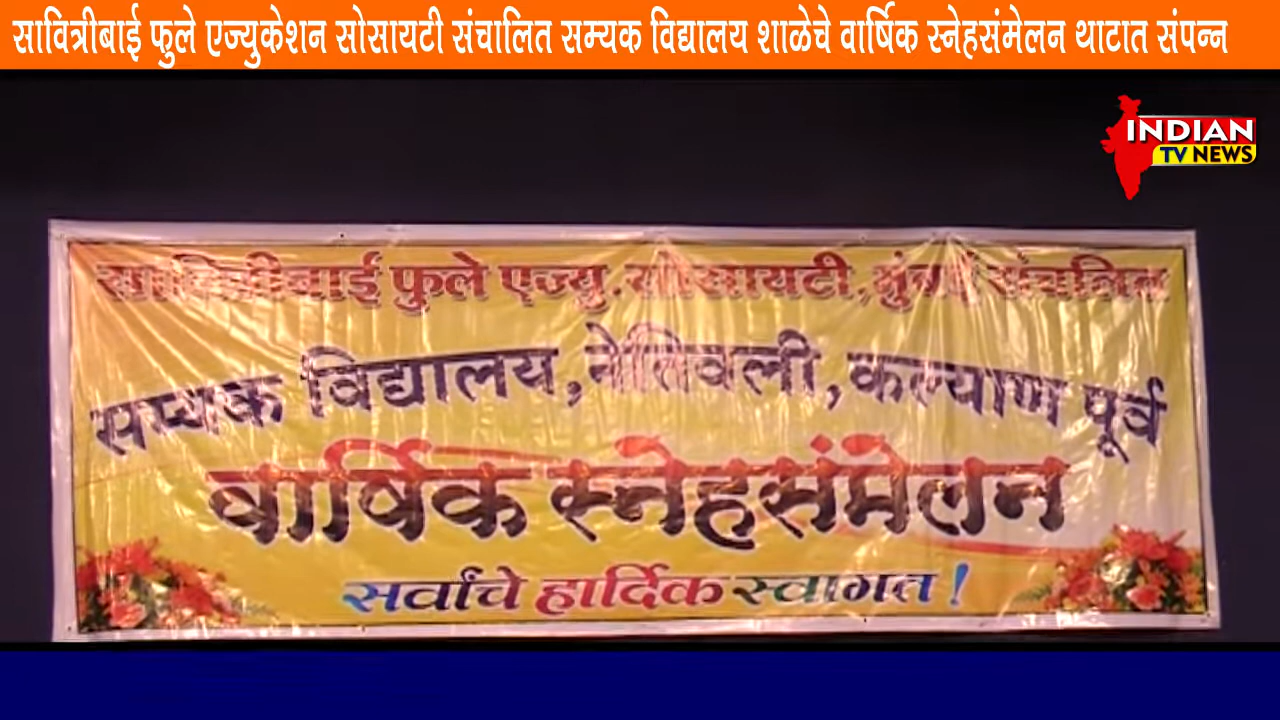 सावित्रीबाई फुले एज्युकेशन सोसायटी संचालित सम्यक विद्यालय शाळेचे वार्षिक स्नेहसंमेलन थाटात संपन्न
INDIAN
TV NEWS
सावित्रीबाई फुले एज्यु.सोसायटी,मुंबई संचलित
सम्यक विद्यालय,नेतिवली,कल्याण पूर्व
वार्षिक स्नेहसंमेलन
सर्वांचे हार्दिक स्वागत!